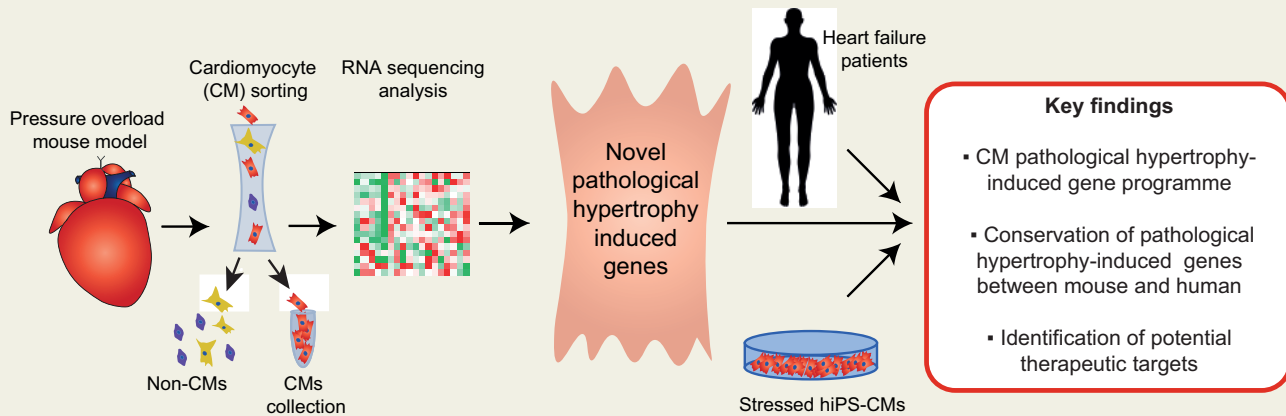 Pressure overload
mouse model
Cardiomyocyte
(CM) sorting
Non-CMs
CMs
collection
RNA sequencing
analysis
Novel
pathological
hypertrophy
induced
genes
Heart failure
patients
Stressed hiPS-CMs
Key findings
▪ CM pathological hypertrophy-
induced gene programme
▪ Conservation of pathological
hypertrophy-induced genes
between mouse and human
▪ Identification of potential
therapeutic targets